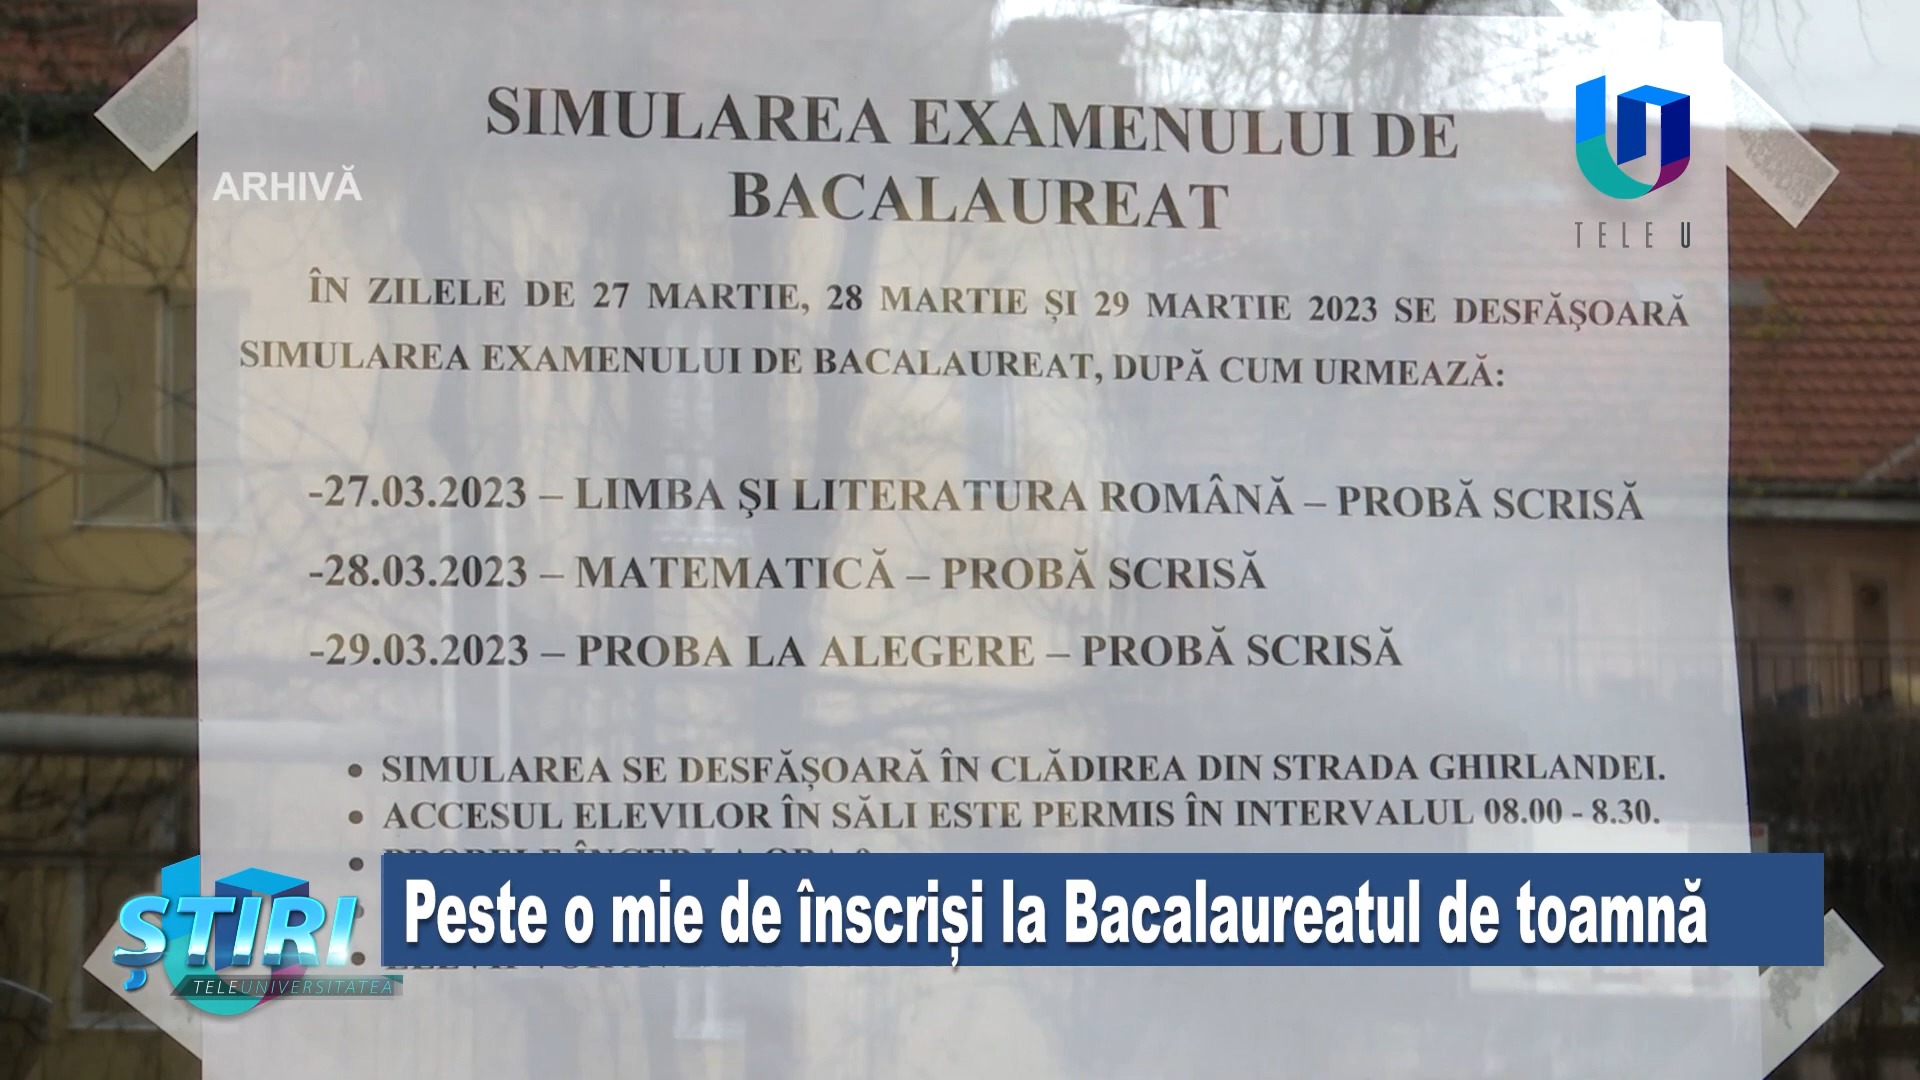 SIMULAREA EXAMENULUI DE
BACALAUREAT
ARHIVĂ
TELE U
ÎN ZILELE DE 27 MARTIE, 28 MARTIE ȘI 29 MARTIE 2023 SE DESFĂŞOARĂ
SIMULAREA EXAMENULUI DE BACALAUREAT, DUPĂ CUM URMEAZĂ:
-27.03.2023 – LIMBA ŞI LITERATURA ROMÂNĂ – PROBĂ SCRISĂ
-28.03.2023 – MATEMATICĂ – PROBĂ SCRISĂ
-29.03.2023 – PROBA LA ALEGERE – PROBĂ SCRISĂ
• SIMULAREA SE DESFĂȘOARĂ ÎN CLĂDIREA DIN STRADA GHIRLANDEI.
• ACCESUL ELEVILOR ÎN SĂLI ESTE PERMIS ÎN INTERVALUL 08.00 - 8.30.
Peste o mie de înscriși la Bacalaureatul de toamnă
ȘTIRI
TELEUNIVERSITATEA